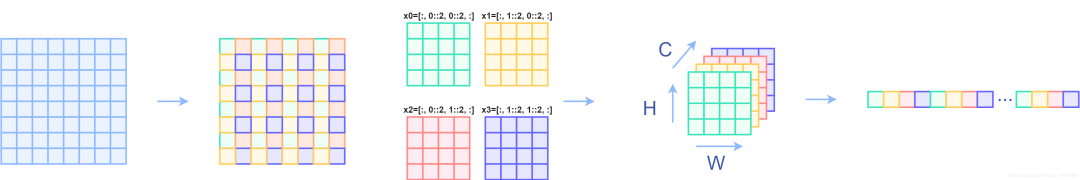 x0=[:, 0::2, 0::2, :]
x1=[:, 1::2, 0::2, :]
x2=[:, 0::2, 1::2, :]
x3=[:, 1::2, 1::2, :]
C
H
W
...